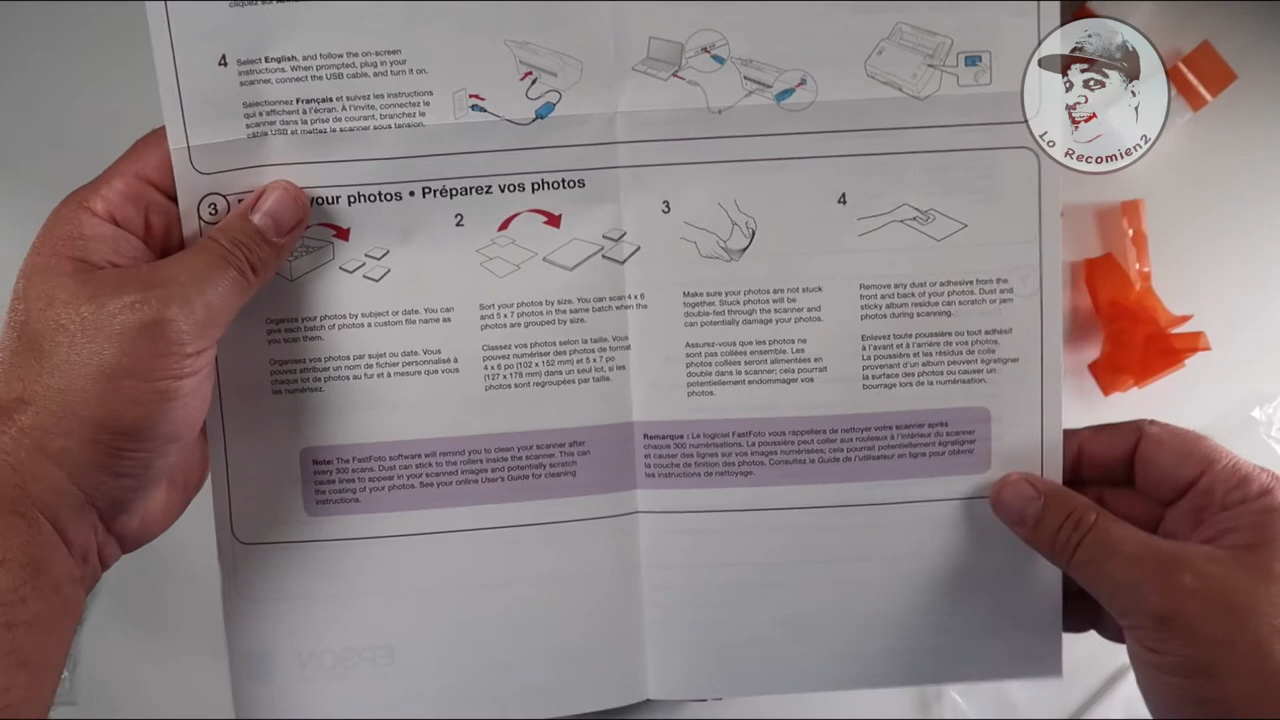 4
Select English, and follow the on-screen
instructions. When prompted, plug in your
scanner, connect the USB cable, and turn it on.
Sélectionnez Français et suivez les instructions
qui s'affichent à l'écran. À l'invite, connectez le
scanner dans la prise de courant, branchez le
câble USB et mettez le scanner sous tension.
3
your photos • Préparez vos photos
Organize your photos by subject or date. You can
give each batch of photos a custom file name as
you scan them.
Organisez vos photos par sujet ou date. Vous
pouvez attribuer un nom de fichier personnalisé à
chaque lot de photos au fur et à mesure que vous
les numérisez.
2
Sort your photos by size. You can scan 4 x 6
and 5 x 7 photos in the same batch when the
photos are grouped by size.
Classez vos photos selon la taille. Vous
pouvez numériser des photos de format
4 x 6 po (102 x 152 mm) et 5 x 7 po
(127 x 178 mm) dans un seul lot, si les
photos sont regroupées par taille.
3
Make sure your photos are not stuck
together. Stuck photos will be
double-fed through the scanner and
can potentially damage your photos.
Assurez-vous que les photos ne
sont pas collées ensemble. Les
photos collées seront alimentées en
double dans le scanner; cela pourrait
potentiellement endommager vos
photos.
4
Remove any dust or adhesive from the
front and back of your photos. Dust and
sticky album residue can scratch or jam
photos during scanning.
Enlevez toute poussière ou tout adhésif
à l'avant et à l'arrière de vos photos.
La poussière et les résidus de colle
provenant d'un album peuvent égratigner
la surface des photos ou causer un
bourrage lors de la numérisation.
Note: The FastFoto software will remind you to clean your scanner after
every 300 scans. Dust can stick to the rollers inside the scanner. This can
cause lines to appear in your scanned images and potentially scratch
the coating of your photos. See your online User's Guide for cleaning
instructions.
Remarque : Le logiciel FastFoto vous rappellera de nettoyer votre scanner après
chaque 300 numérisations. La poussière peut coller aux rouleaux à l'intérieur du scanner
et causer des lignes sur vos images numérisées; cela pourrait potentiellement égratigner
la couche de finition des photos. Consultez le Guide de l'utilisateur en ligne pour obtenir
les instructions de nettoyage.
EPSON
Lo Recomien2